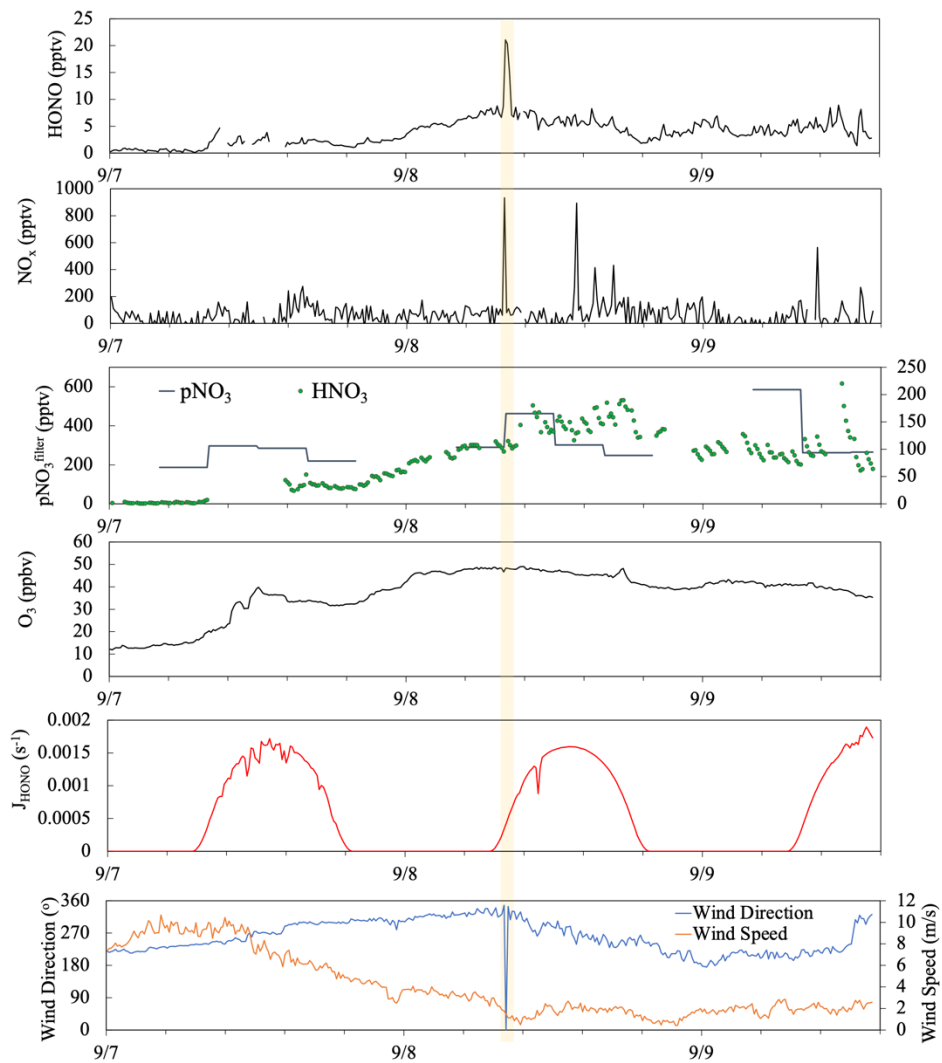 HONO (pptv)
25
20
15
10
5
0
9/7 9/8 9/9
NOx (pptv)
1000
800
600
400
200
0
9/7 9/8 9/9
pNO3filter (pptv)
600
400
200
0
pNO3 HNO3
250
200
150
100
50
0
9/7 9/8 9/9
O3 (ppbv)
60
50
40
30
20
10
0
9/7 9/8 9/9
JHONO (s-1)
0.002
0.0015
0.001
0.0005
0
9/7 9/8 9/9
Wind Direction (o)
360
270
180
90
0
Wind Direction
Wind Speed
12
10
8
6
4
2
0
Wind Speed (m/s)
9/7 9/8 9/9